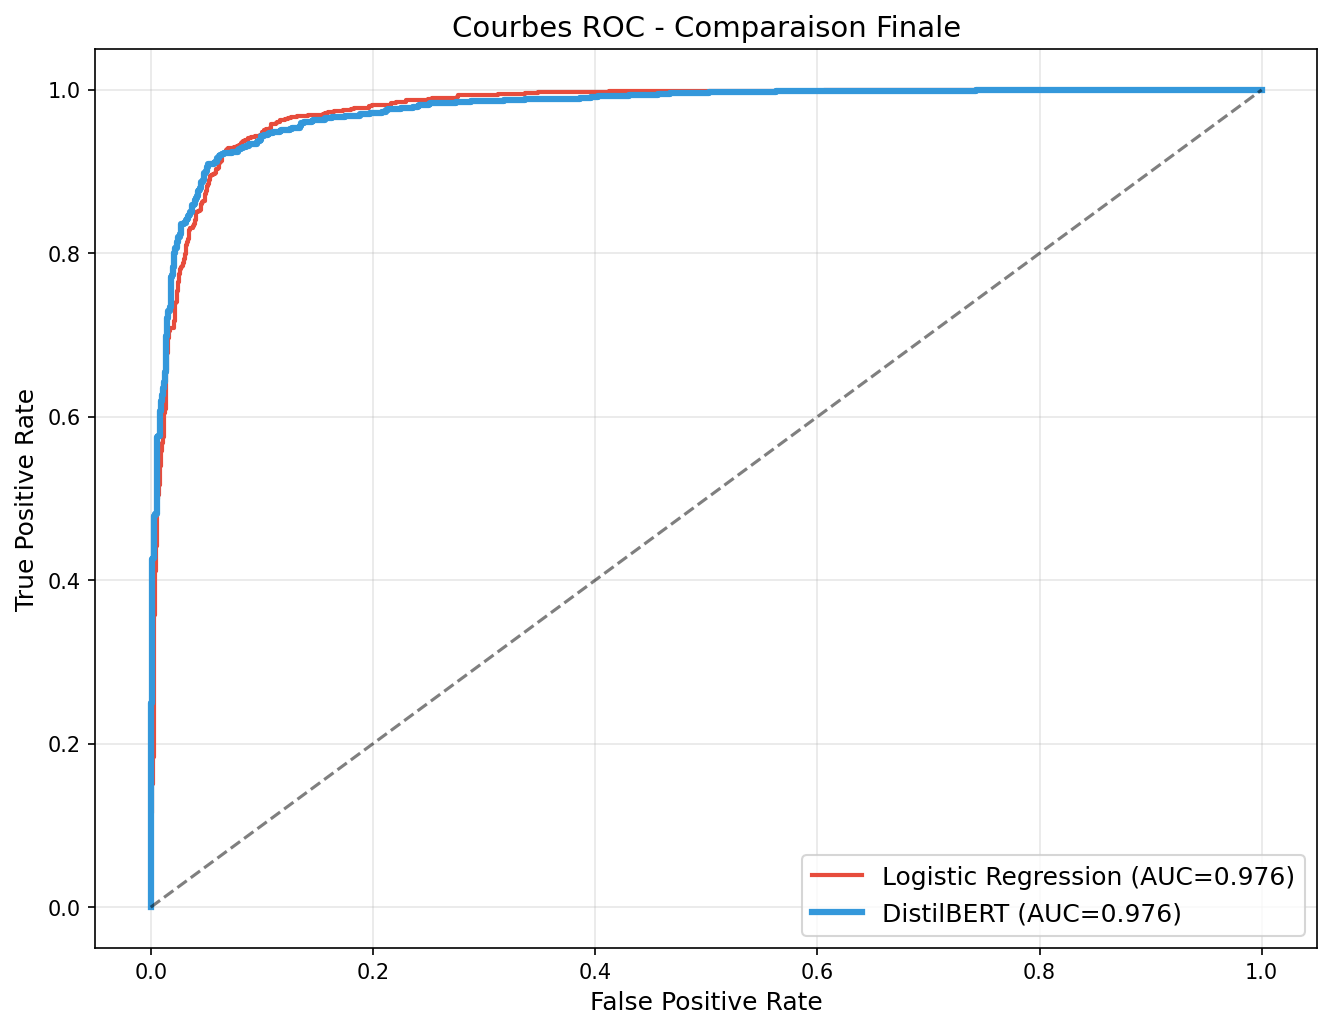 Courbes ROC - Comparaison Finale
True Positive Rate
1.0
0.8
0.6
0.4
0.2
0.0
Logistic Regression (AUC=0.976)
DistilBERT (AUC=0.976)
0.0 0.2 0.4 0.6 0.8 1.0
False Positive Rate